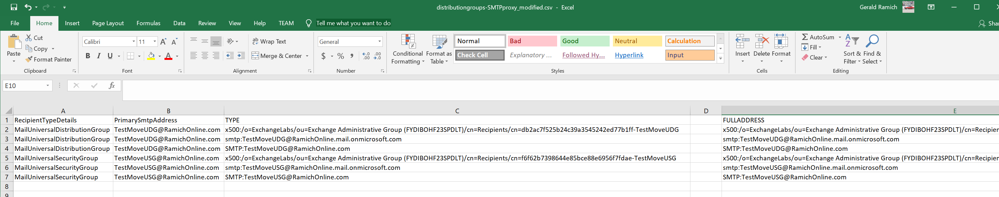 distributiongroups-SMTPproxy_modified.csv - Excel
Gerald Ramich
File Home Insert Page Layout Formulas Data Review View Help TEAM Tell me what you want to do
Cut
Copy
Format Painter
Paste
Clipboard
Calibri 11
B I U
Font
Wrap Text
Merge & Center
Alignment
General
$ %
Number
Conditional Formatting
Format as Table
Normal Bad Good Neutral Calculation
Check Cell Explanatory ... Followed Hy... Hyperlink Input
Styles
Insert Delete Format
Cells
AutoSum
Fill
Clear
Sort & Filter
Find & Select
Editing
E10 fx
A B C D E
1 RecipientTypeDetails PrimarySmtpAddress TYPE FULLADDRESS
2 MailUniversalDistributionGroup TestMoveUDG@RamichOnline.com x500:/o=ExchangeLabs/ou=Exchange Administrative Group (FYDIBOHF23SPDLT)/cn=Recipients/cn=db2ac7f525b24c39a3545242ed77b1ff-TestMoveUDG x500:/o=ExchangeLabs/ou=Exchange Administrative Group (FYDIBOHF23SPDLT)/cn=Recipien
3 MailUniversalDistributionGroup TestMoveUDG@RamichOnline.com smtp:TestMoveUDG@RamichOnline.mail.onmicrosoft.com smtp:TestMoveUDG@RamichOnline.mail.onmicrosoft.com
4 MailUniversalDistributionGroup TestMoveUDG@RamichOnline.com SMTP:TestMoveUDG@RamichOnline.com SMTP:TestMoveUDG@RamichOnline.com
5 MailUniversalSecurityGroup TestMoveUSG@RamichOnline.com x500:/o=ExchangeLabs/ou=Exchange Administrative Group (FYDIBOHF23SPDLT)/cn=Recipients/cn=f6f62b7398644e85bce88e6956f7fdae-TestMoveUSG x500:/o=ExchangeLabs/ou=Exchange Administrative Group (FYDIBOHF23SPDLT)/cn=Recipien
6 MailUniversalSecurityGroup TestMoveUSG@RamichOnline.com smtp:TestMoveUSG@RamichOnline.mail.onmicrosoft.com smtp:TestMoveUSG@RamichOnline.mail.onmicrosoft.com
7 MailUniversalSecurityGroup TestMoveUSG@RamichOnline.com SMTP:TestMoveUSG@RamichOnline.com SMTP:TestMoveUSG@RamichOnline.com
8
9